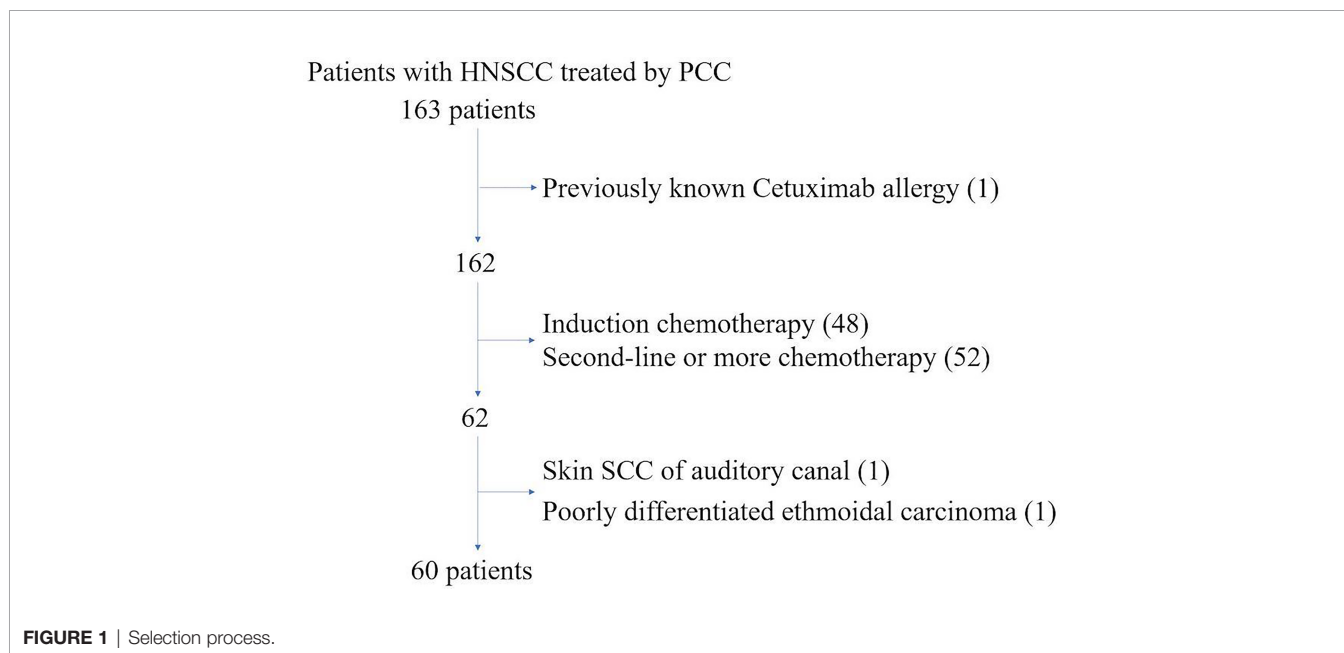 Patients with HNSCC treated by PCC
163 patients
Previously known Cetuximab allergy (1)
162
Induction chemotherapy (48)
Second-line or more chemotherapy (52)
62
Skin SCC of auditory canal (1)
Poorly differentiated ethmoidal carcinoma (1)
60 patients
FIGURE 1 | Selection process.